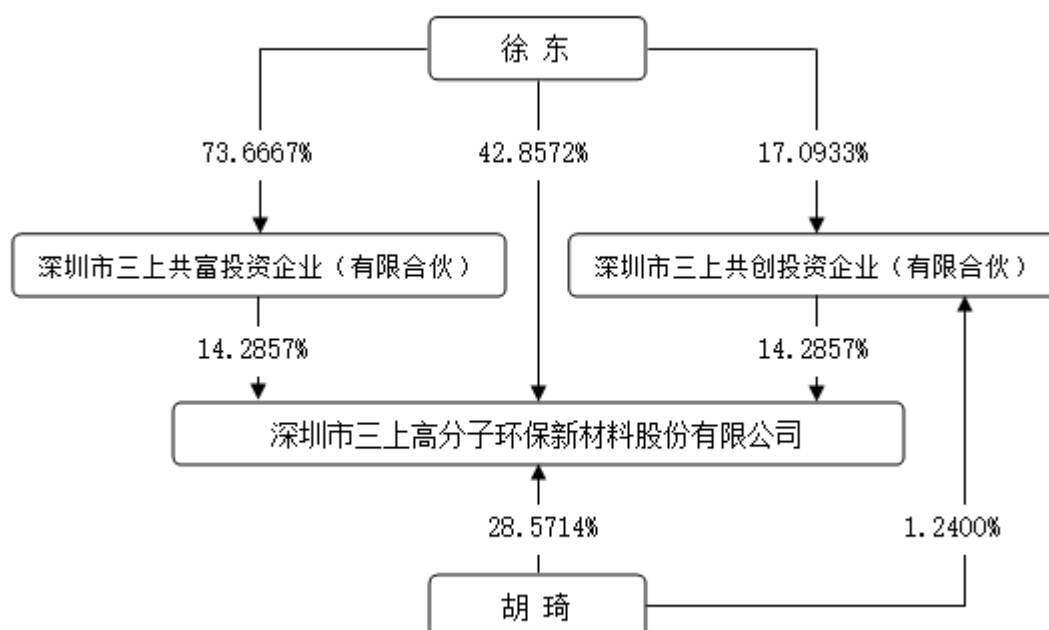 徐 东
73.6667%
42.8572%
17.0933%
深圳市三上共富投资企业（有限合伙）
深圳市三上共创投资企业（有限合伙）
14.2857%
14.2857%
深圳市三上高分子环保新材料股份有限公司
28.5714%
1.2400%
胡 琦